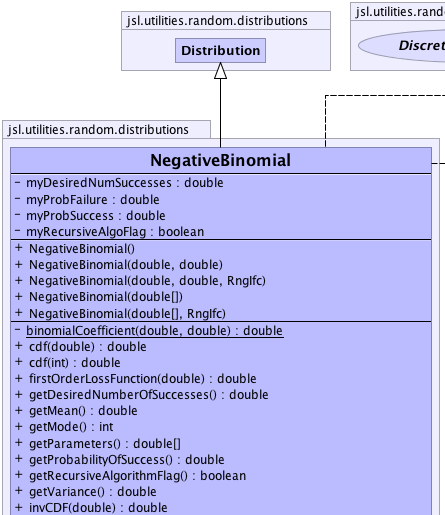 jsl.utilities.random.distributions
jsl.utilities.random
Distribution
Discret
jsl.utilities.random.distributions
NegativeBinomial
- myDesiredNumSuccesses : double
- myProbFailure : double
- myProbSuccess : double
- myRecursiveAlgoFlag : boolean
+ NegativeBinomial()
+ NegativeBinomial(double, double)
+ NegativeBinomial(double, double, RngIfc)
+ NegativeBinomial(double[])
+ NegativeBinomial(double[], RngIfc)
- binomialCoefficient(double, double) : double
+ cdf(double) : double
+ cdf(int) : double
+ firstOrderLossFunction(double) : double
+ getDesiredNumberOfSuccesses() : double
+ getMean() : double
+ getMode() : int
+ getParameters() : double[]
+ getProbabilityOfSuccess() : double
+ getRecursiveAlgorithmFlag() : boolean
+ getVariance() : double
+ invCDF(double) : double